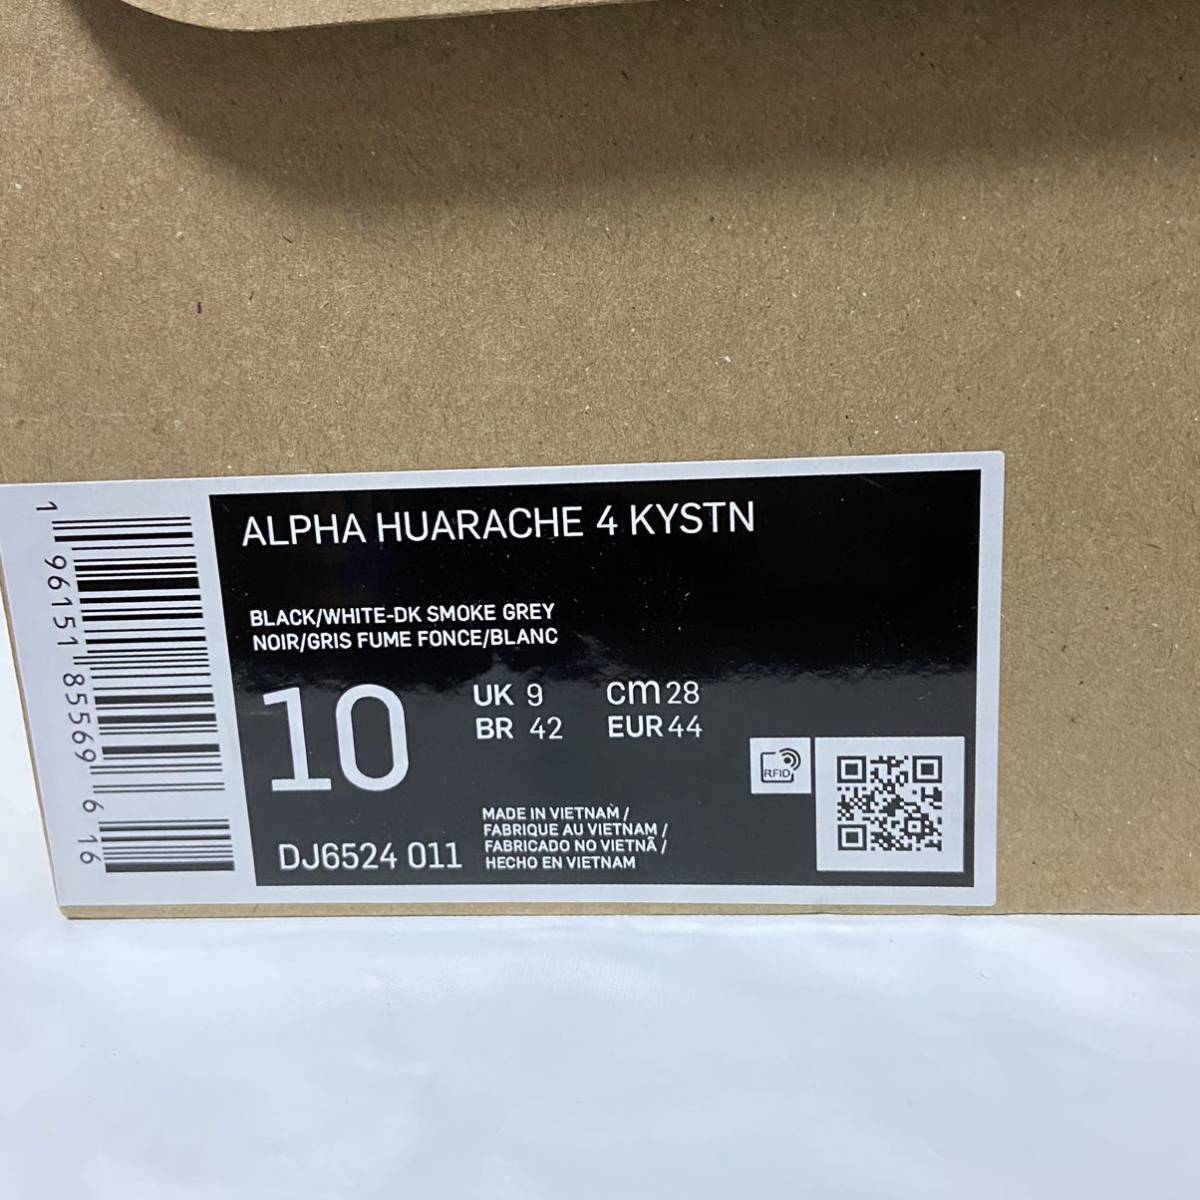 ALPHA HUARACHE 4 KYSTN
BLACK/WHITE-DK SMOKE GREY
NOIR/GRIS FUME FONCE/BLANC
10
UK 9
cm 28
BR 42
EUR 44
DJ6524 011
MADE IN VIETNAM /
FABRIQUE AU VIETNAM /
FABRICADO NO VIETNÃ /
HECHO EN VIETNAM
RFID
1 96151 85569 6 16